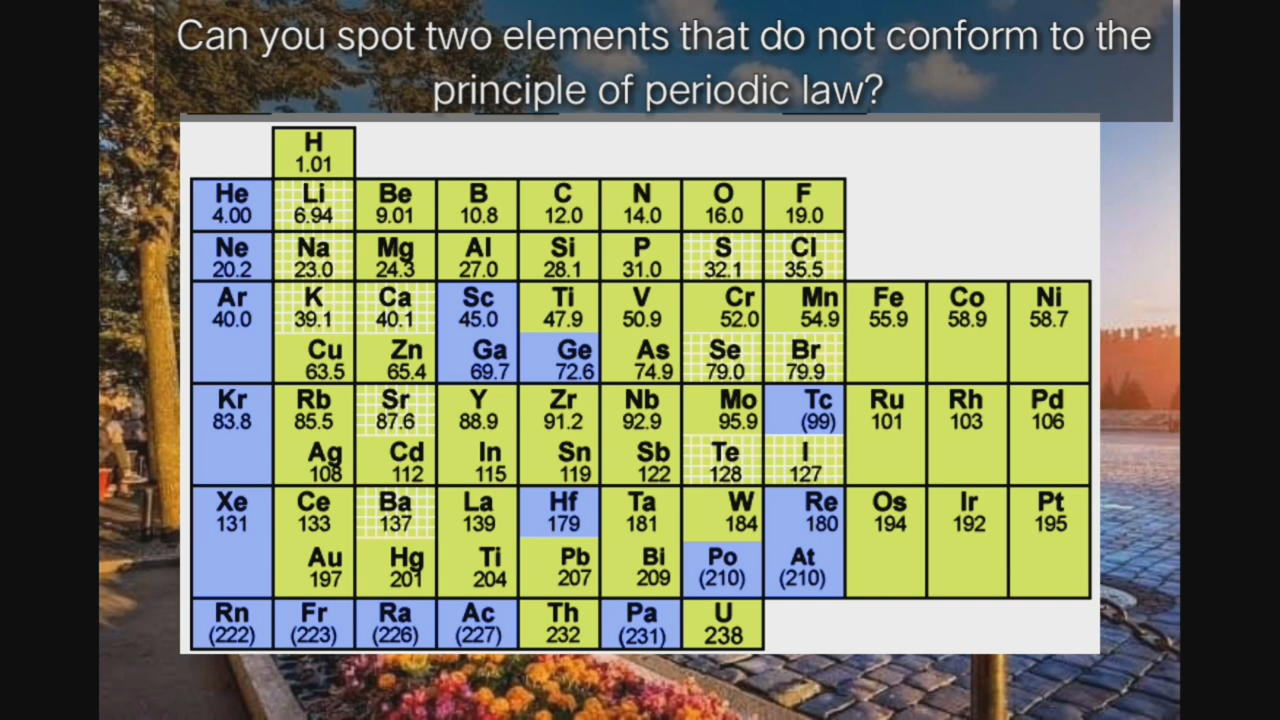 Can you spot two elements that do not conform to the
principle of periodic law?
H
1.01
He Li Be B C N O F
4.00 6.94 9.01 10.8 12.0 14.0 16.0 19.0
Ne Na Mg Al Si P S Cl
20.2 23.0 24.3 27.0 28.1 31.0 32.1 35.5
Ar K Ca Sc Ti V Cr Mn Fe Co Ni
40.0 39.1 40.1 45.0 47.9 50.9 52.0 54.9 55.9 58.9 58.7
Cu Zn Ga Ge As Se Br
63.5 65.4 69.7 72.6 74.9 79.0 79.9
Kr Rb Sr Y Zr Nb Mo Tc Ru Rh Pd
83.8 85.5 87.6 88.9 91.2 92.9 95.9 (99) 101 103 106
Ag Cd In Sn Sb Te I
108 112 115 119 122 128 127
Xe Ce Ba La Hf Ta W Re Os Ir Pt
131 133 137 139 179 181 184 180 194 192 195
Au Hg Ti Pb Bi Po At
197 201 204 207 209 (210) (210)
Rn Fr Ra Ac Th Pa U
(222) (223) (226) (227) 232 (231) 238